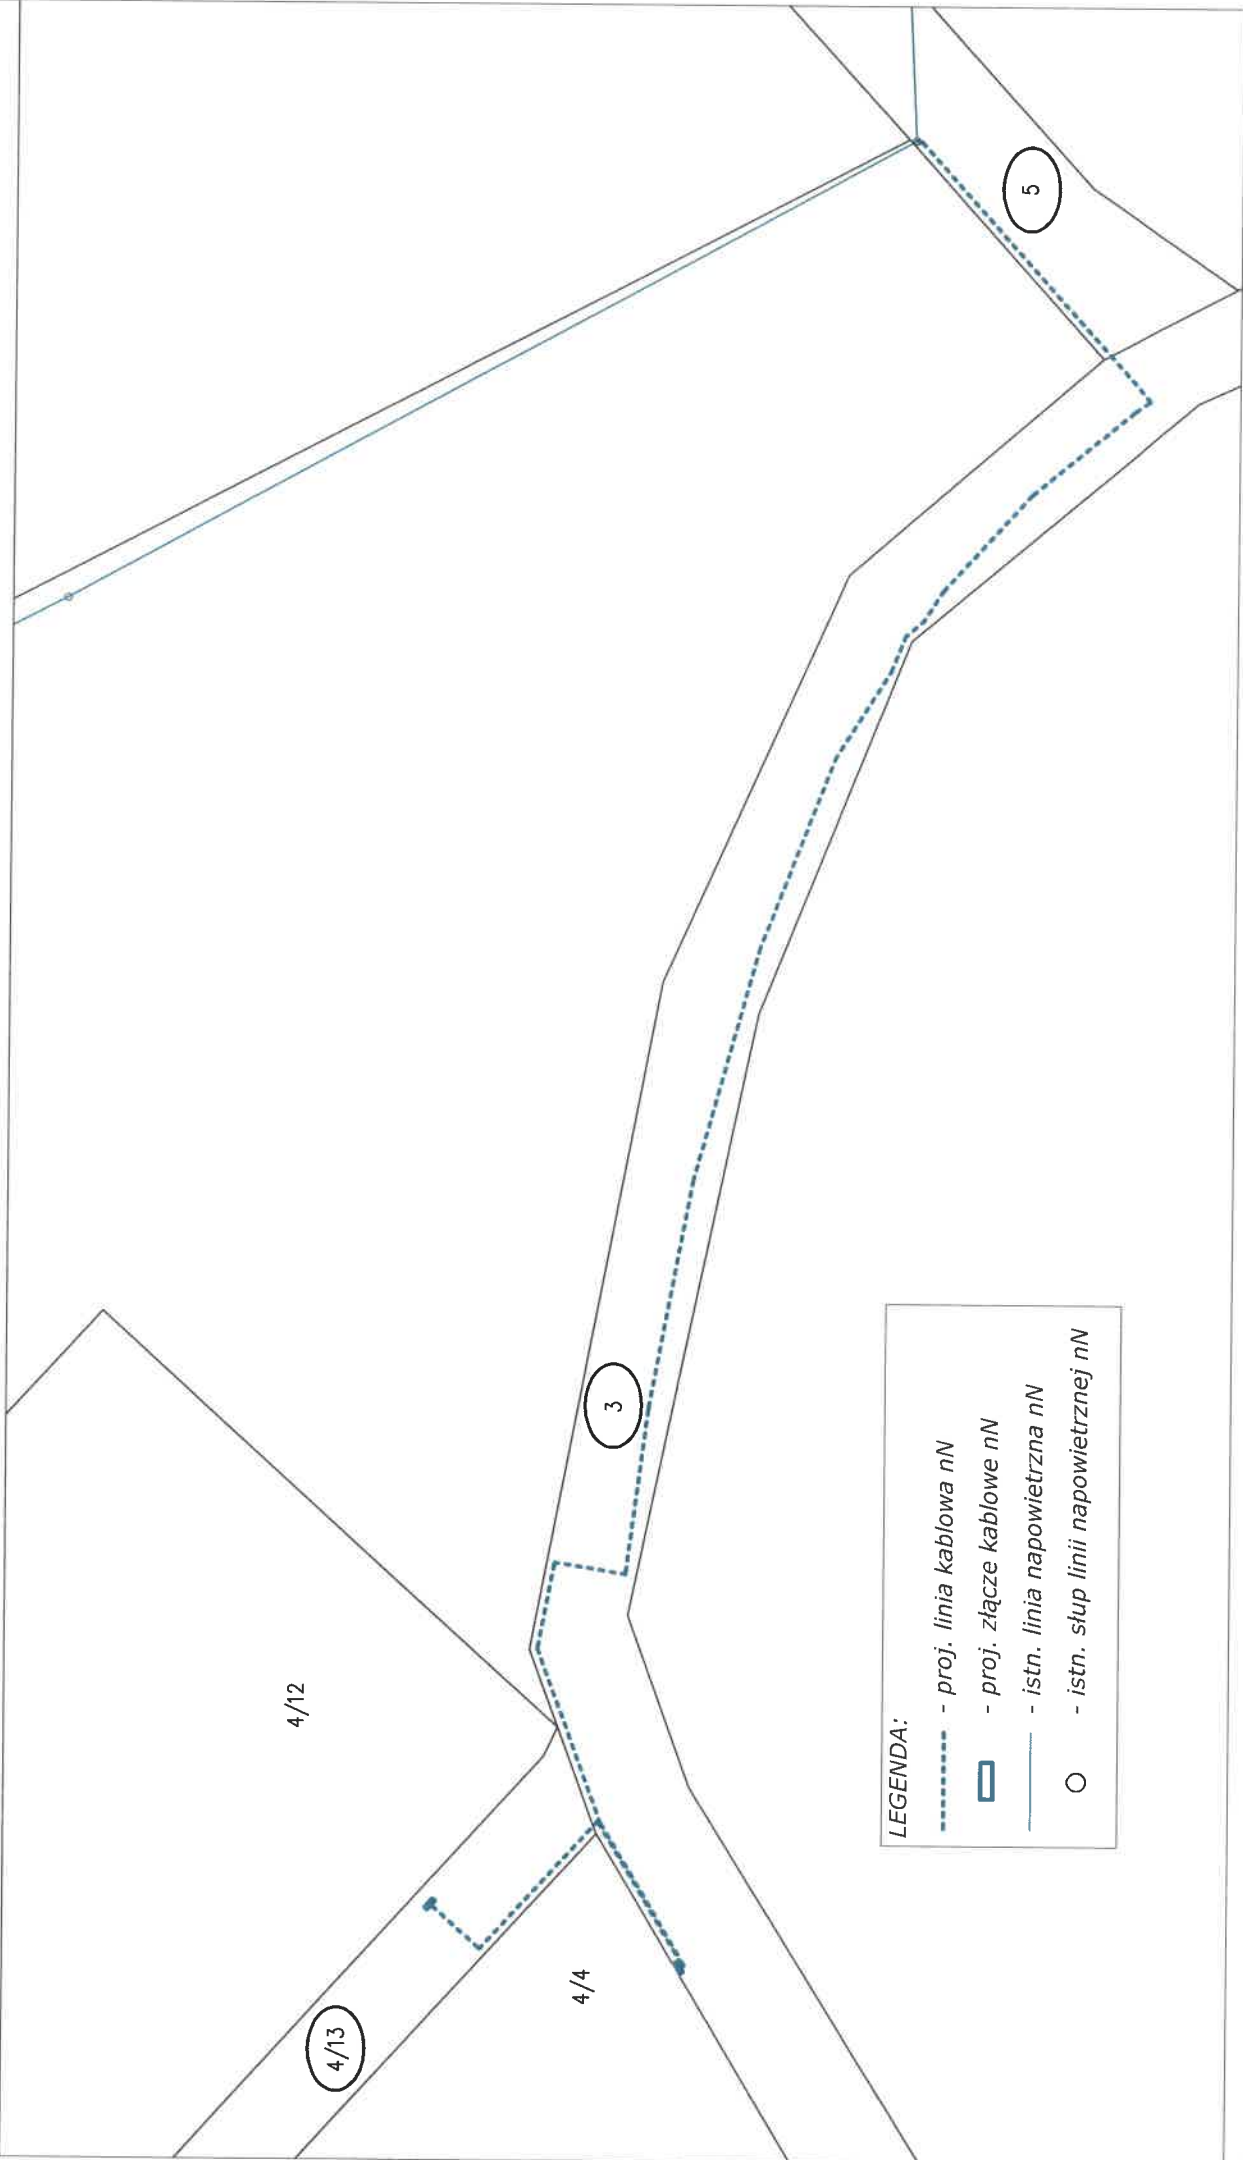 5
3
4/12
4/4
4/13
LEGENDA:
- proj. linia kablowa nN
- proj. złącze kablowe nN
- istn. linia napowietrzna nN
- istn. słup linii napowietrznej nN